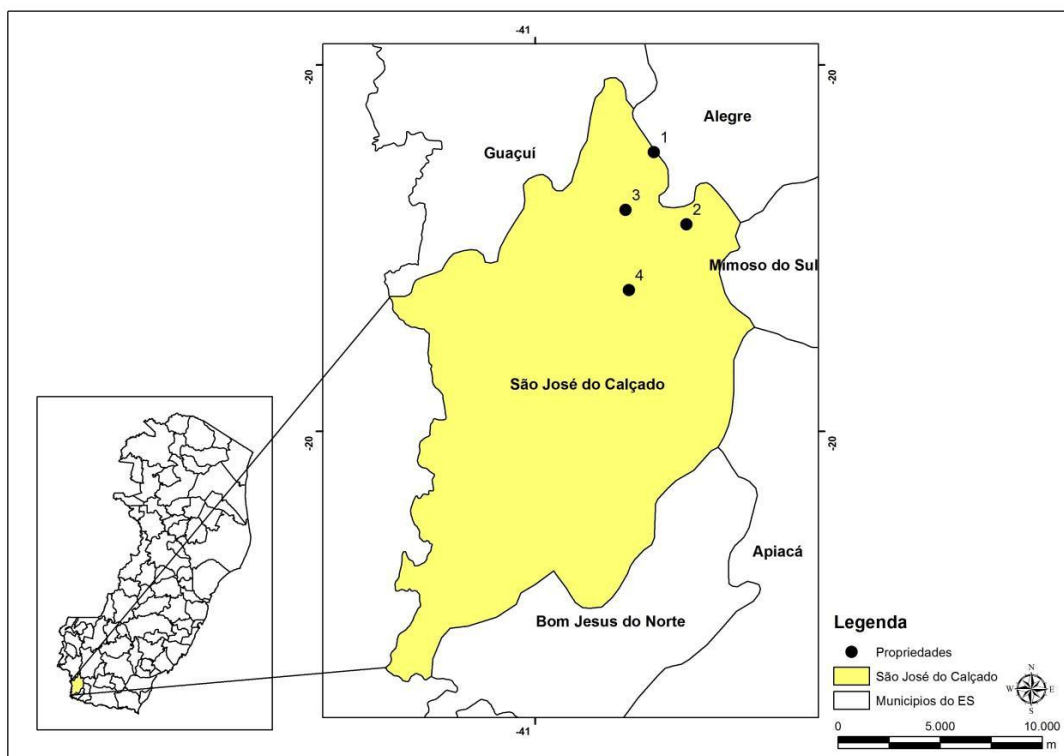 -41
-20
-20
Alegre
1
Guaçuí
3
2
Mimoso do Sul
4
São José do Calçado
-20
-20
Apiacá
Bom Jesus do Norte
Legenda
Propriedades
São José do Calçado
Municipios do ES
N
W
E
S
0
5.000
10.000
m
-41